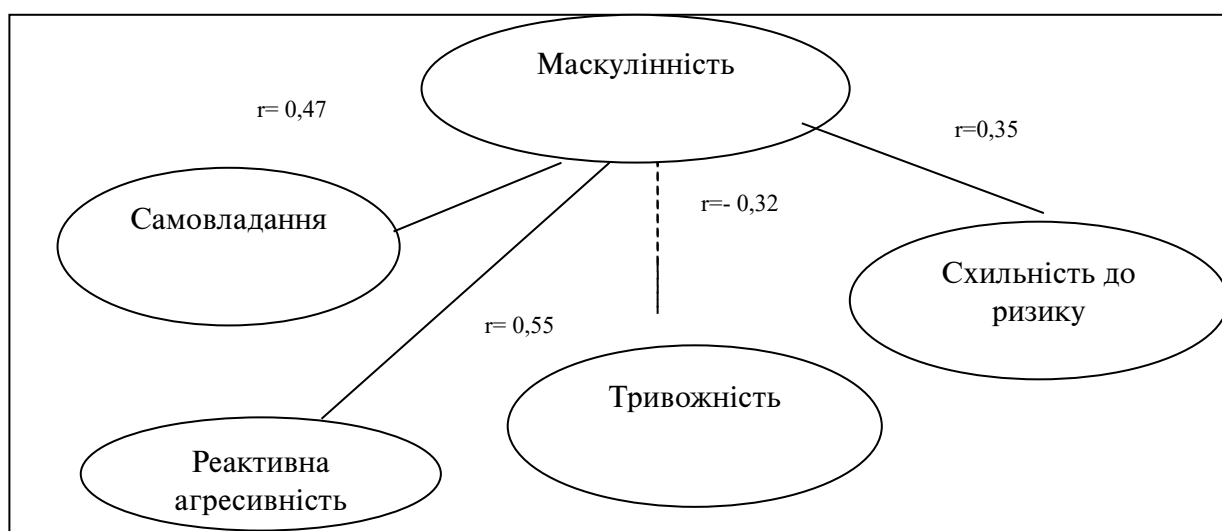 Маскулінність
r= 0,47
r=0,35
Самовладання
r=- 0,32
Схильність до
ризику
r= 0,55
Тривожність
Реактивна
агресивність